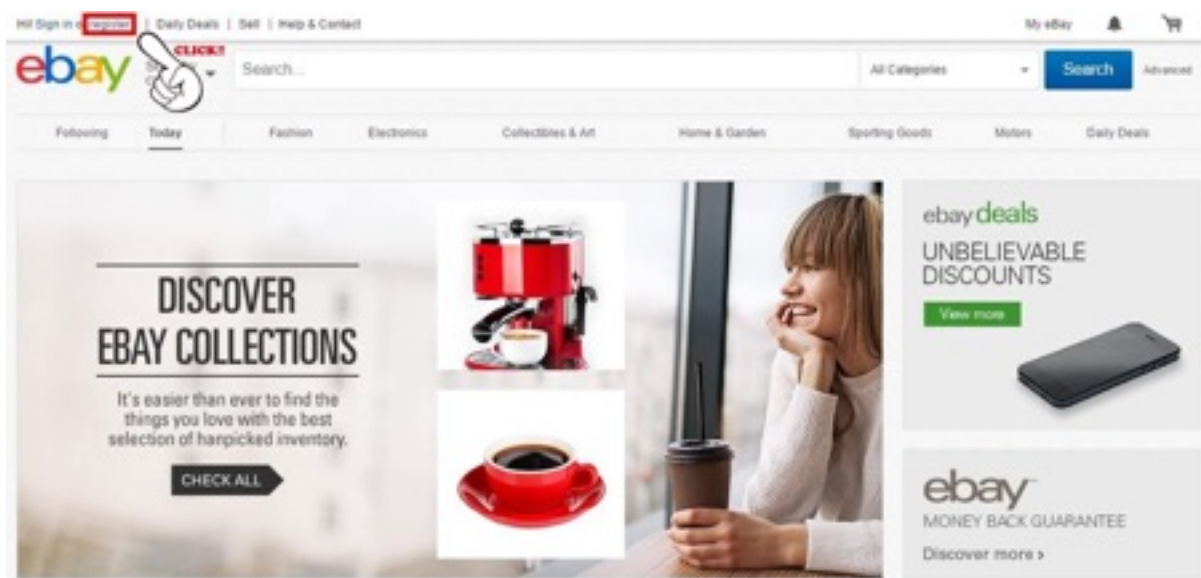 Hi! Sign in or register | Daily Deals | Sell | Help & Contact
My eBay
CLICK!!
ebay
Search...
All Categories
Search
Advanced
Following
Today
Fashion
Electronics
Collectibles & Art
Home & Garden
Sporting Goods
Motors
Daily Deals
DISCOVER
EBAY COLLECTIONS
It's easier than ever to find the
things you love with the best
selection of hanpicked inventory.
CHECK ALL
ebay deals
UNBELIEVABLE
DISCOUNTS
View more
ebay
MONEY BACK GUARANTEE
Discover more >